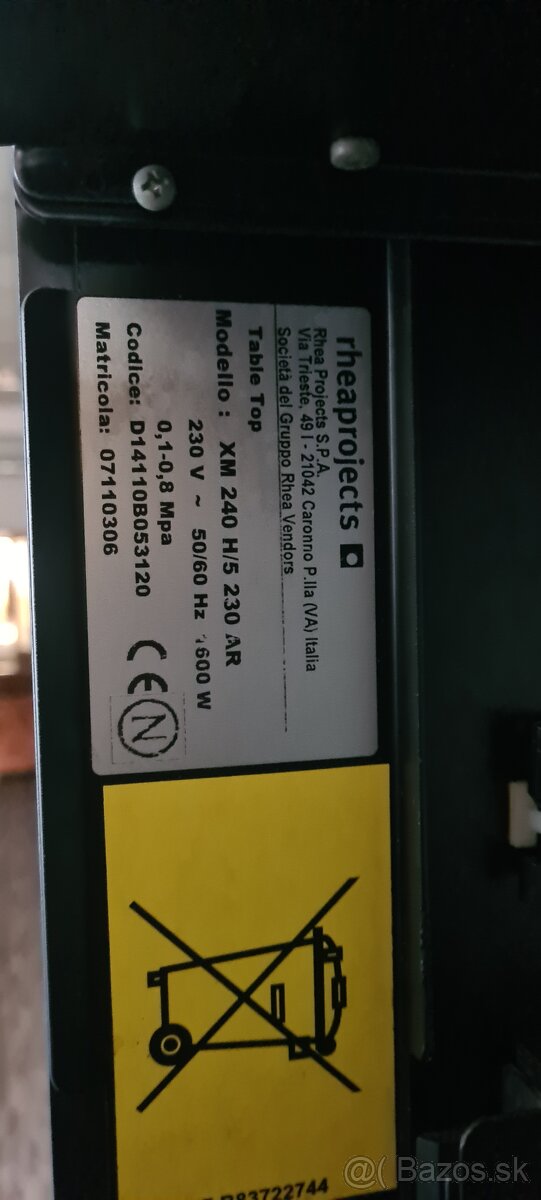 rheaprojects
Rhea Projects S.P.A.
Via Trieste, 49 I - 21042 Caronno P.lla (VA) Italia
Società del Gruppo Rhea Vendors
Table Top
Modello : XM 240 H/5 230 AR
230 V ~ 50/60 Hz 1600 W
0,1-0,8 Mpa
Codice: D14110B053120
Matricola: 07110306
CE N
B83722744
@ Bazos.sk